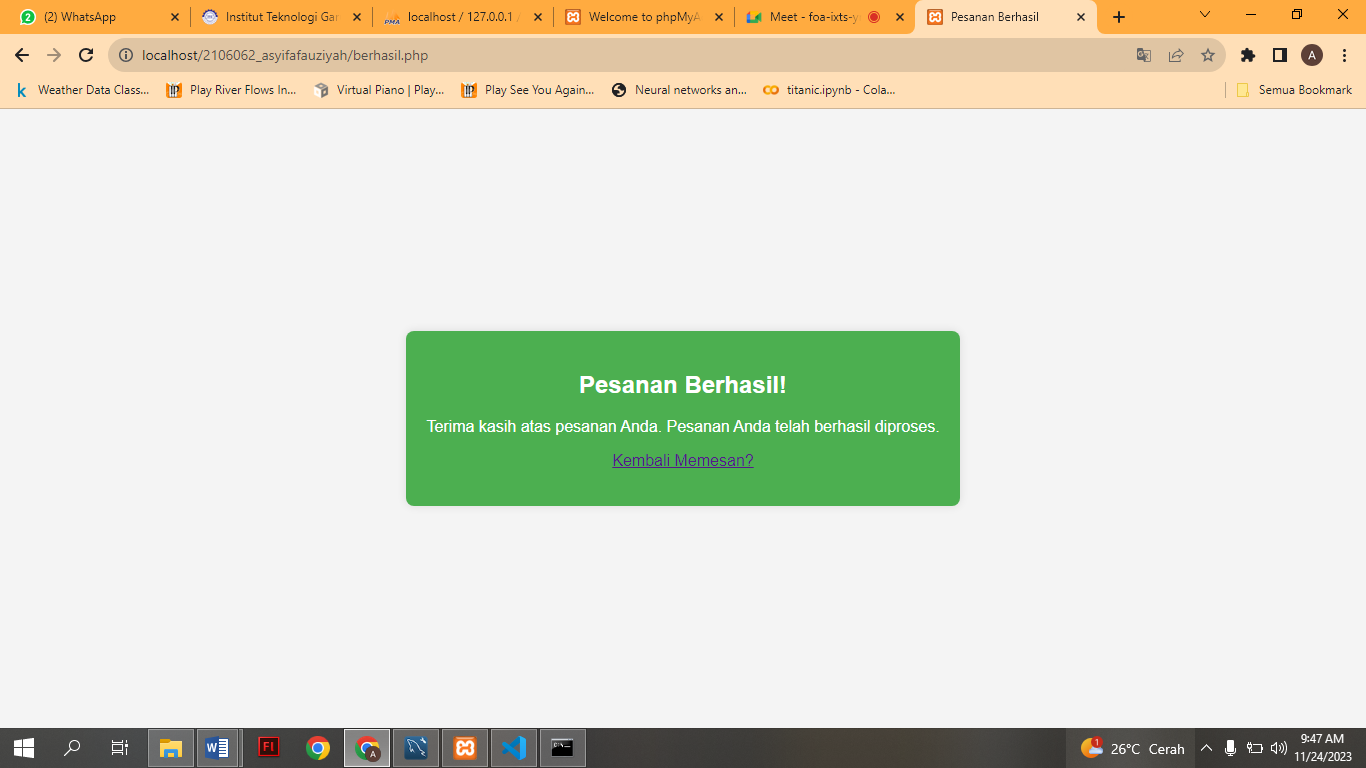 (2) WhatsApp
Institut Teknologi Gar
localhost / 127.0.0.1 /
Welcome to phpMyA
Meet - foa-ixts-y
Pesanan Berhasil
localhost/2106062_asyifafauziyah/berhasil.php
A
Weather Data Class...
Play River Flows In...
Virtual Piano | Play...
Play See You Again...
Neural networks an...
titanic.ipynb - Cola...
Semua Bookmark
Pesanan Berhasil!
Terima kasih atas pesanan Anda. Pesanan Anda telah berhasil diproses.
Kembali Memesan?
26°C Cerah
9:47 AM
11/24/2023